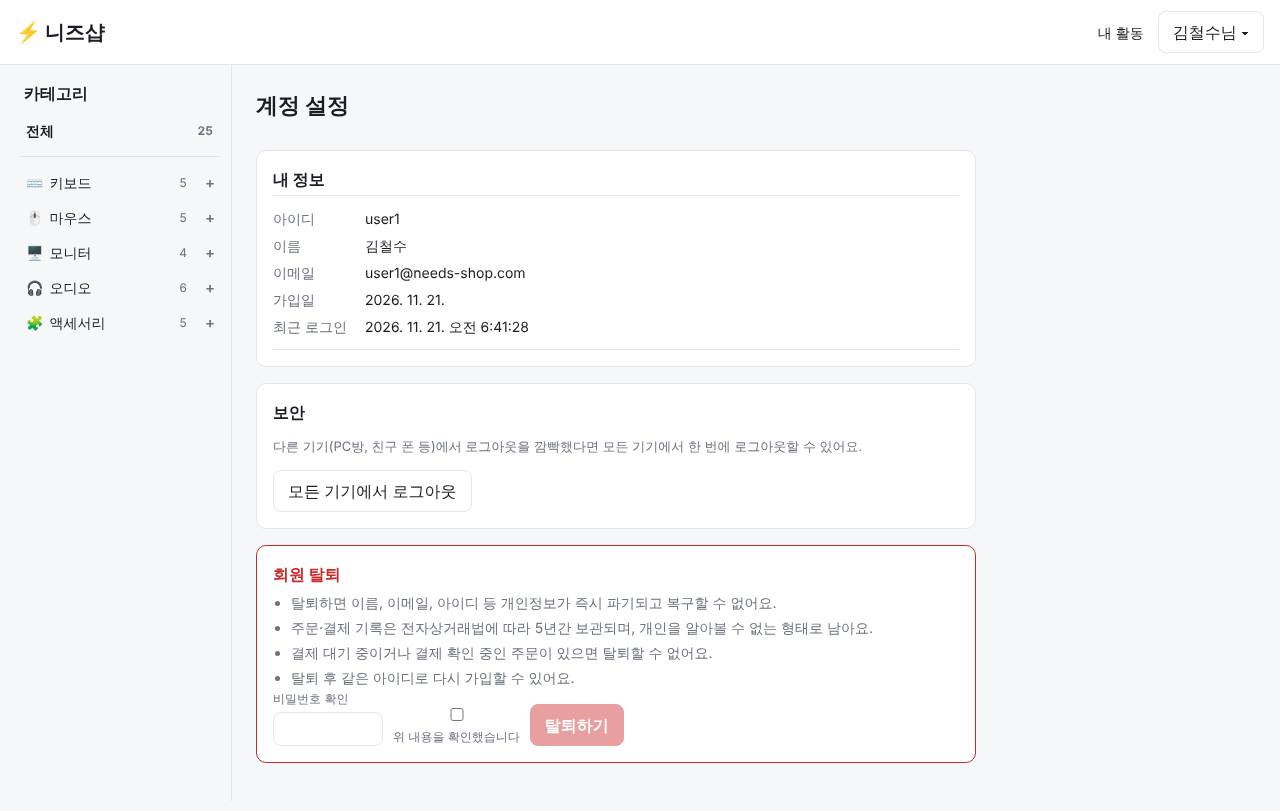 ⚡ 니즈샵
내 활동
김철수님
카테고리
전체 25
키보드 5 +
마우스 5 +
모니터 4 +
오디오 6 +
액세서리 5 +
계정 설정
내 정보
아이디 user1
이름 김철수
이메일 user1@needs-shop.com
가입일 2026. 11. 21.
최근 로그인 2026. 11. 21. 오전 6:41:28
보안
다른 기기(PC방, 친구 폰 등)에서 로그아웃을 깜빡했다면 모든 기기에서 한 번에 로그아웃할 수 있어요.
모든 기기에서 로그아웃
회원 탈퇴
• 탈퇴하면 이름, 이메일, 아이디 등 개인정보가 즉시 파기되고 복구할 수 없어요.
• 주문·결제 기록은 전자상거래법에 따라 5년간 보관되며, 개인을 알아볼 수 없는 형태로 남아요.
• 결제 대기 중이거나 결제 확인 중인 주문이 있으면 탈퇴할 수 없어요.
• 탈퇴 후 같은 아이디로 다시 가입할 수 있어요.
비밀번호 확인
위 내용을 확인했습니다
탈퇴하기